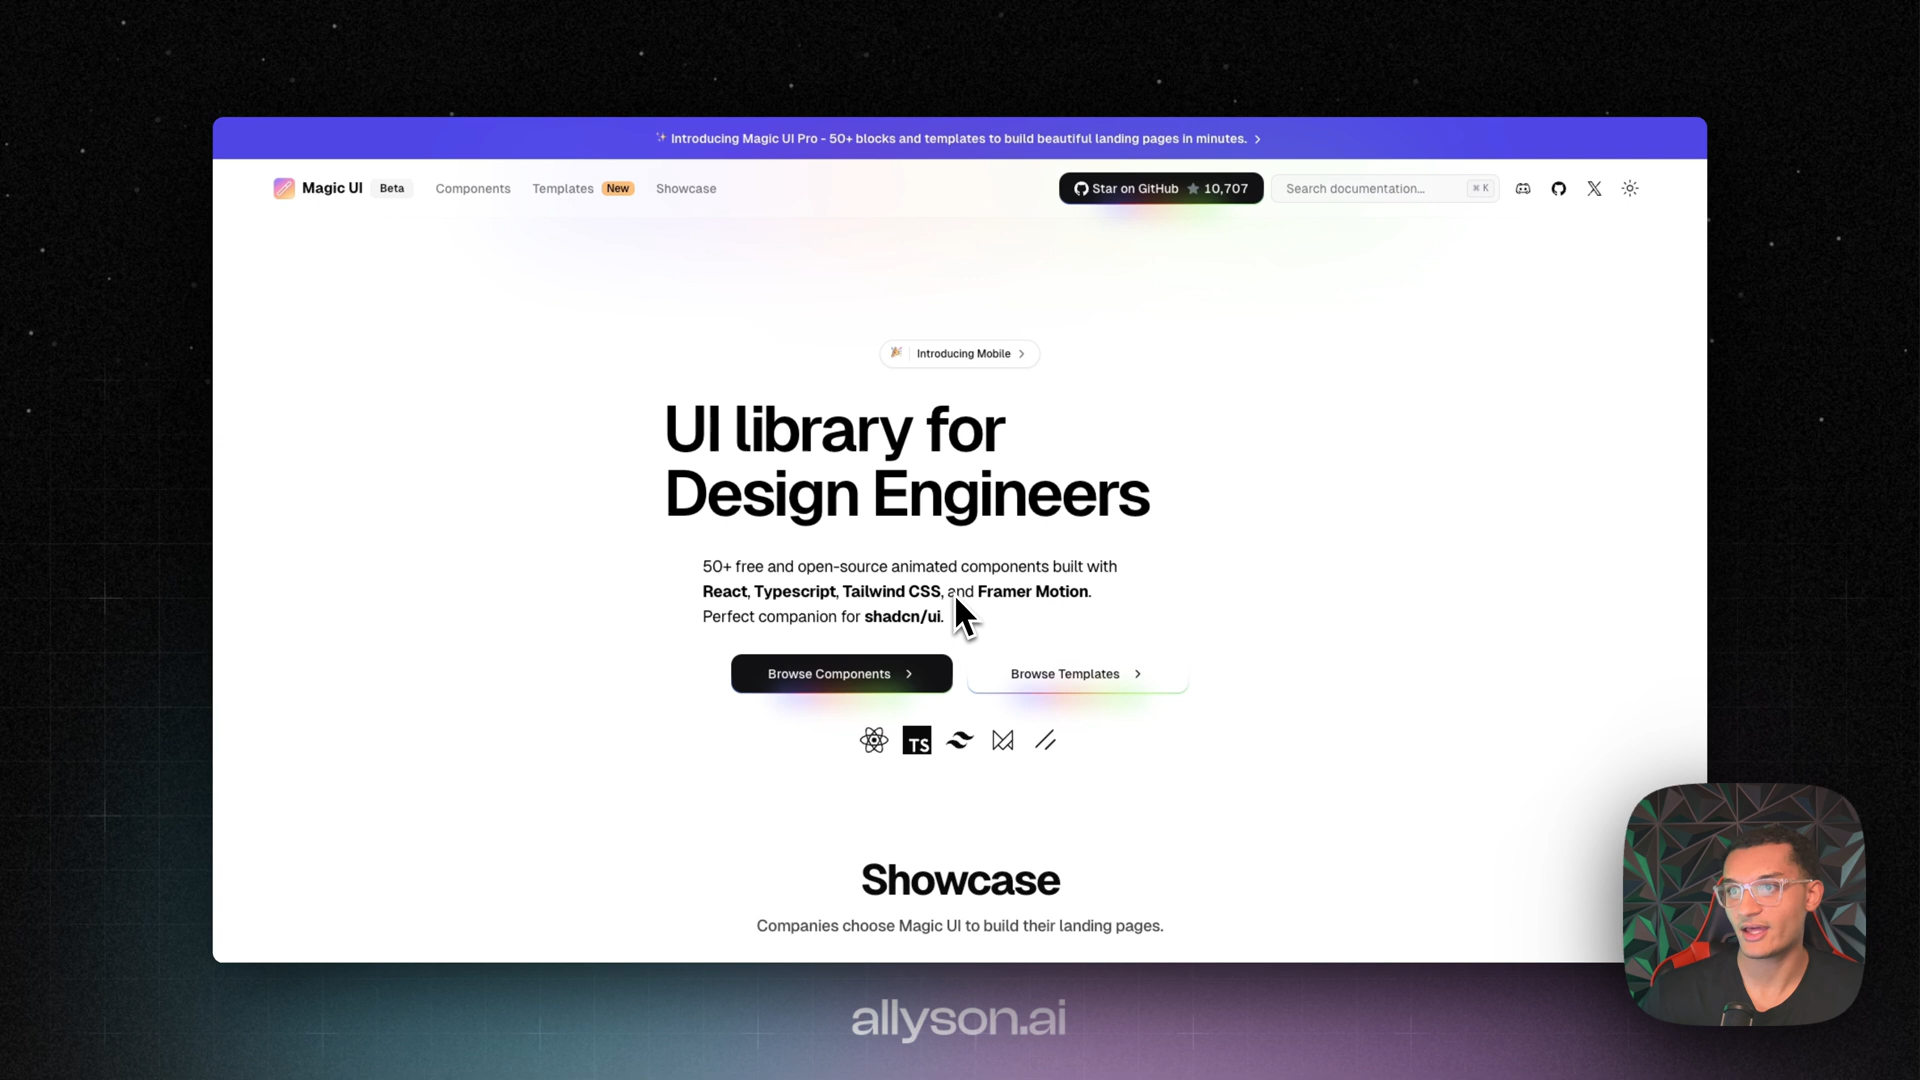 ✨ Introducing Magic UI Pro - 50+ blocks and templates to build beautiful landing pages in minutes.
Magic UI Beta Components Templates New Showcase Star on GitHub 10,707 Search documentation... ⌘ K
Introducing Mobile
UI library for
Design Engineers
50+ free and open-source animated components built with
React, Typescript, Tailwind CSS, and Framer Motion.
Perfect companion for shadcn/ui.
Browse Components Browse Templates
TS
Showcase
Companies choose Magic UI to build their landing pages.
allyson.ai